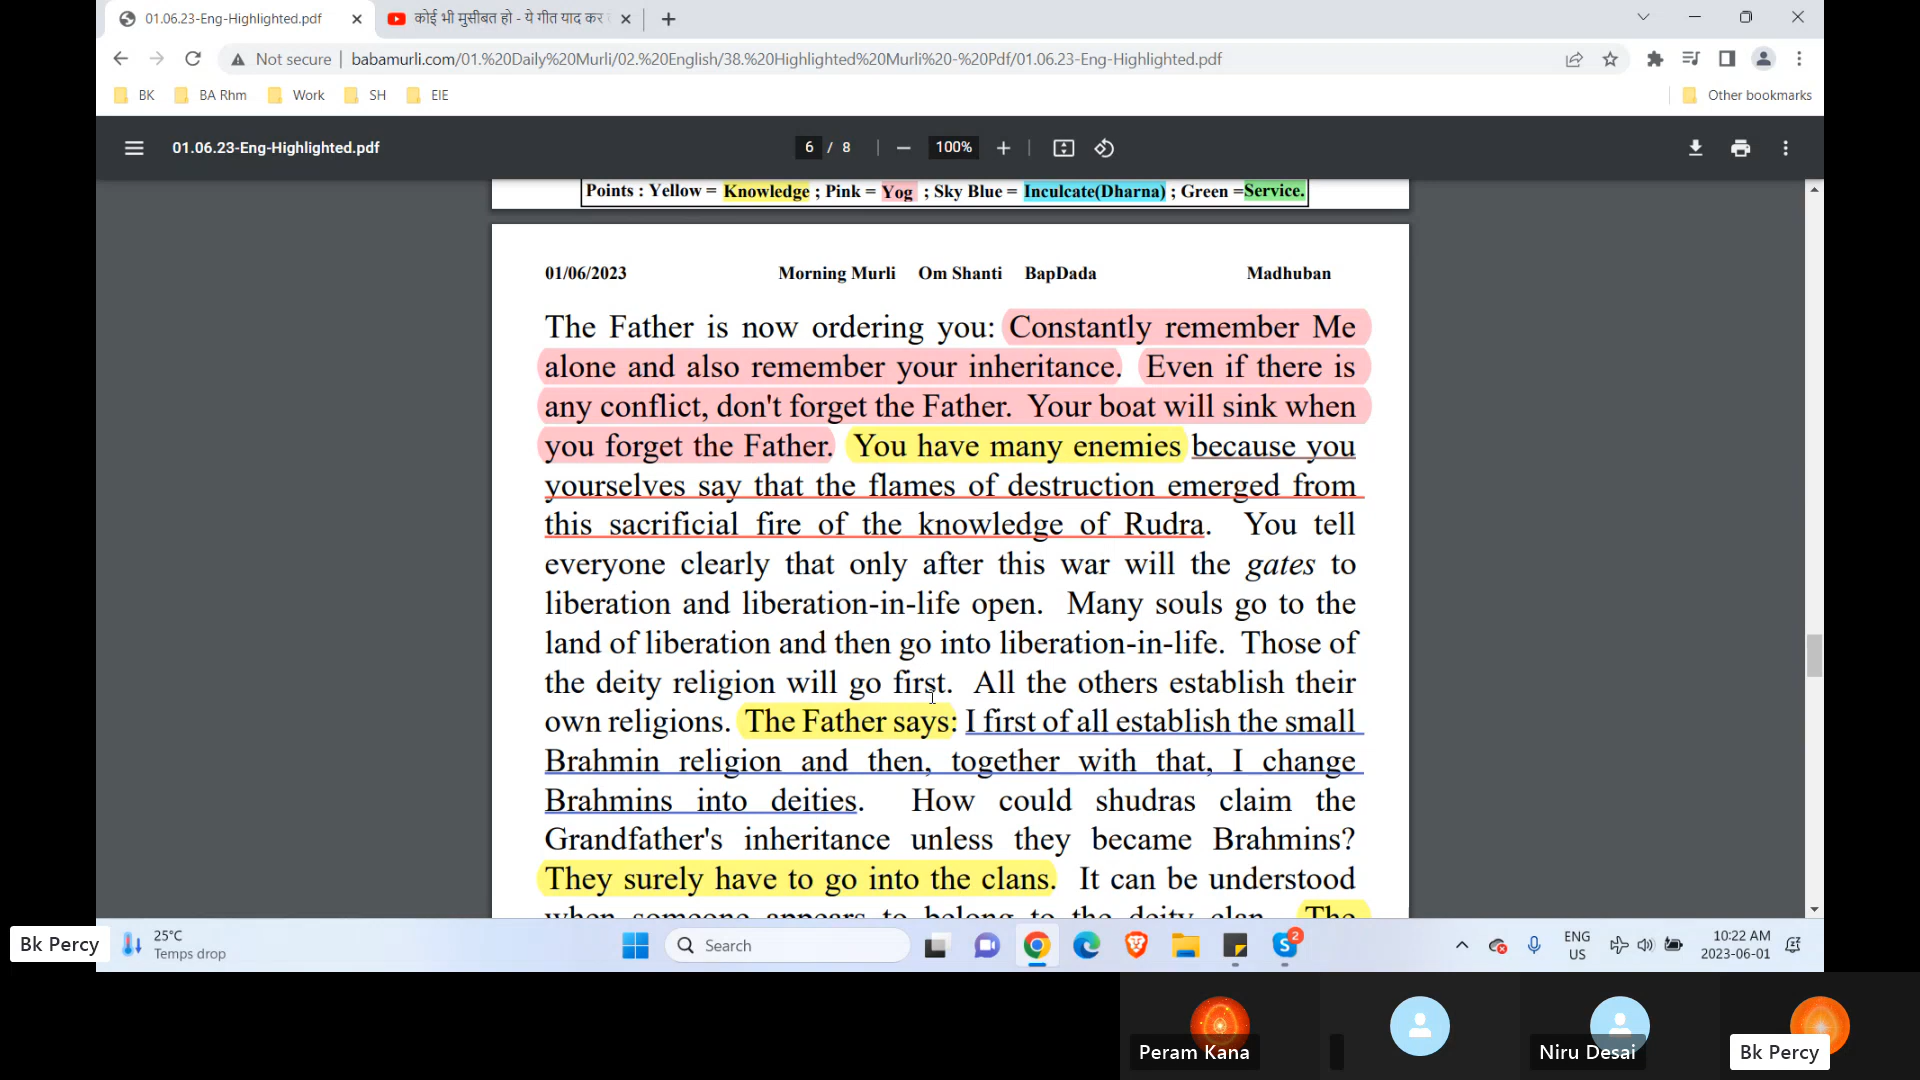 01.06.23-Eng-Highlighted.pdf
कोई भी मुसीबत हो - ये गीत याद कर
Not secure | babamurli.com/01.%20Daily%20Murli/02.%20English/38.%20Highlighted%20Murli%20-%20Pdf/01.06.23-Eng-Highlighted.pdf
BK BA Rhm Work SH EIE Other bookmarks
01.06.23-Eng-Highlighted.pdf 6 / 8 100%
Points : Yellow = Knowledge ; Pink = Yog ; Sky Blue = Inculcate(Dharna) ; Green =Service.
01/06/2023 Morning Murli Om Shanti BapDada Madhuban
The Father is now ordering you: Constantly remember Me
alone and also remember your inheritance. Even if there is
any conflict, don't forget the Father. Your boat will sink when
you forget the Father. You have many enemies because you
yourselves say that the flames of destruction emerged from
this sacrificial fire of the knowledge of Rudra. You tell
everyone clearly that only after this war will the gates to
liberation and liberation-in-life open. Many souls go to the
land of liberation and then go into liberation-in-life. Those of
the deity religion will go first. All the others establish their
own religions. The Father says: I first of all establish the small
Brahmin religion and then, together with that, I change
Brahmins into deities. How could shudras claim the
Grandfather's inheritance unless they became Brahmins?
They surely have to go into the clans. It can be understood
when someone appears to belong to the deity clan. The
Bk Percy
25°C
Temps drop
Search
2
ENG
US
10:22 AM
2023-06-01
Peram Kana
Niru Desai
Bk Percy